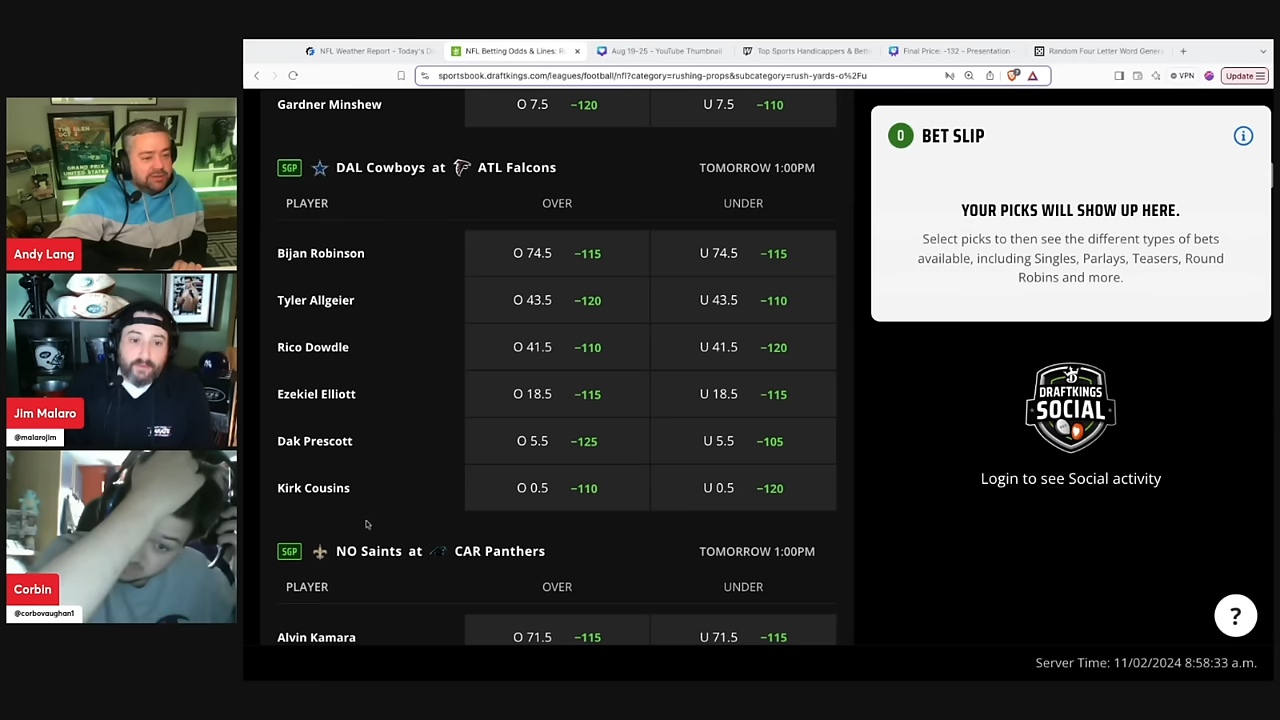 NFL Weather Report - Today's D
NFL Betting Odds & Lines: R
Aug 19-25 - YouTube Thumbnail
Top Sports Handicappers & Bett
Final Price: -132 - Presentation -
Random Four Letter Word Genera
sportsbook.draftkings.com/leagues/football/nfl?category=rushing-props&subcategory=rush-yards-o%2Fu
VPN
Update
Gardner Minshew O 7.5 −120 U 7.5 −110
SGP DAL Cowboys at ATL Falcons TOMORROW 1:00PM
PLAYER OVER UNDER
Bijan Robinson O 74.5 −115 U 74.5 −115
Tyler Allgeier O 43.5 −120 U 43.5 −110
Rico Dowdle O 41.5 −110 U 41.5 −120
Ezekiel Elliott O 18.5 −115 U 18.5 −115
Dak Prescott O 5.5 −125 U 5.5 −105
Kirk Cousins O 0.5 −110 U 0.5 −120
SGP NO Saints at CAR Panthers TOMORROW 1:00PM
PLAYER OVER UNDER
Alvin Kamara O 71.5 −115 U 71.5 −115
0 BET SLIP
YOUR PICKS WILL SHOW UP HERE.
Select picks to then see the different types of bets
available, including Singles, Parlays, Teasers, Round
Robins and more.
DRAFTKINGS
SOCIAL
Login to see Social activity
?
Server Time: 11/02/2024 8:58:33 a.m.
THE GLEN
GRAND PRIX
UNITED STATES
Andy Lang
Jim Malaro
@malarojim
Corbin
@corbovaughan1